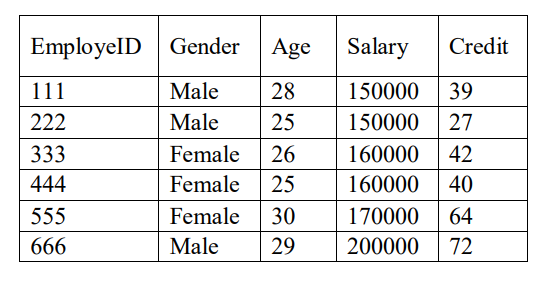 EmployeID Gender Age Salary Credit
111 Male 28 150000 39
222 Male 25 150000 27
333 Female 26 160000 42
444 Female 25 160000 40
555 Female 30 170000 64
666 Male 29 200000 72